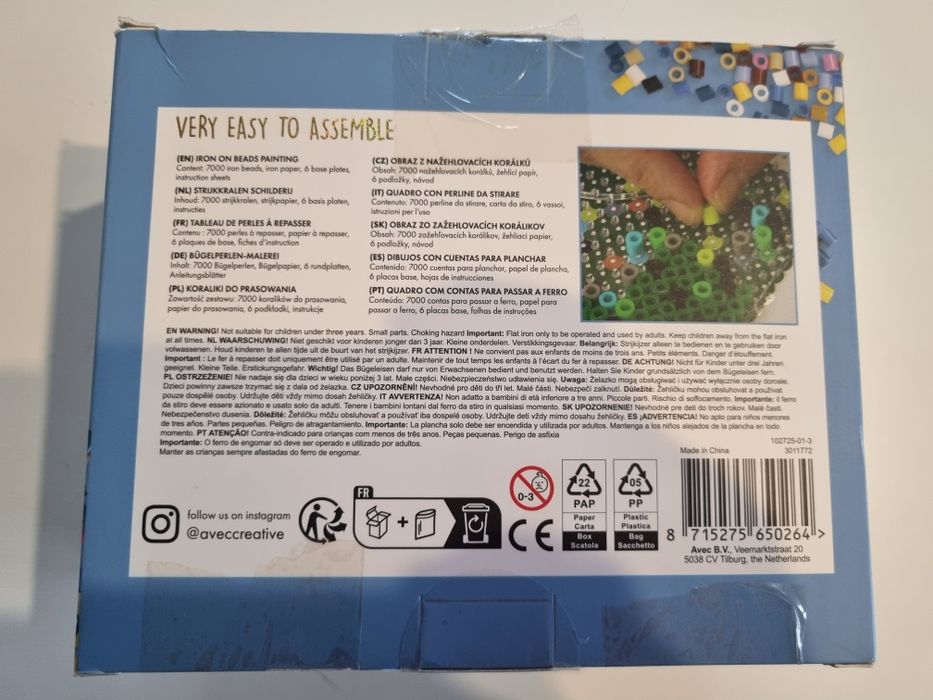 VERY EASY TO ASSEMBLE
(EN) IRON ON BEADS PAINTING
Content: 7000 iron beads, iron paper, 6 base plates,
instruction sheets
(NL) STRIJKKRALEN SCHILDERIJ
Inhoud: 7000 strijkkralen, strijkpapier, 6 basis platen,
instructies
(FR) TABLEAU DE PERLES À REPASSER
Contenu : 7000 perles à repasser, papier à repasser,
6 plaques de base, fiches d'instruction
(DE) BÜGELPERLEN-MALEREI
Inhalt: 7000 Bügelperlen, Bügelpapier, 6 rundplatten,
Anleitungsblätter
(PL) KORALIKI DO PRASOWANIA
Zawartość zestawu: 7000 koralików do prasowania,
papier do prasowania, 6 podkładki, instrukcje
(CZ) OBRAZ Z NAŽEHLOVACÍCH KORÁLKŮ
Obsah: 7000 nažehlovacích korálků, žehlicí papír,
6 podložky, návod
(IT) QUADRO CON PERLINE DA STIRARE
Contenuto: 7000 perline da stirare, carta da stiro, 6 vassoi,
istruzioni per l'uso
(SK) OBRAZ ZO ZAŽEHLOVACÍCH KORÁLIKOV
Obsah: 7000 zažehlovacích korálikov, žehliaci papier,
6 podložky, návod
(ES) DIBUJOS CON CUENTAS PARA PLANCHAR
Contenido: 7000 cuentas para planchar, papel de plancha,
6 placas base, hojas de instrucciones
(PT) QUADRO COM CONTAS PARA PASSAR A FERRO
Conteúdo: 7000 contas para passar a ferro, papel para
passar a ferro, 6 placas base, folhas de instruções
EN WARNING! Not suitable for children under three years. Small parts. Choking hazard Important: Flat iron only to be operated and used by adults. Keep children away from the flat iron
at all times. NL WAARSCHUWING! Niet geschikt voor kinderen jonger dan 3 jaar. Kleine onderdelen. Verstikkingsgevaar. Belangrijk: Strijkijzer alleen te bedienen en te gebruiken door
volwassenen. Houd kinderen te allen tijde uit de buurt van het strijkijzer. FR ATTENTION ! Ne convient pas aux enfants de moins de trois ans. Petits éléments. Danger d'étouffement.
Important : Le fer à repasser doit uniquement être utilisé par un adulte. Maintenir de tout temps les enfants à l'écart du fer à repasser. DE ACHTUNG! Nicht für Kinder unter drei Jahren
geeignet. Kleine Teile. Erstickungsgefahr. Wichtig! Das Bügeleisen darf nur von Erwachsenen bedient und benutzt werden. Halten Sie Kinder grundsätzlich von dem Bügeleisen fern.
PL OSTRZEŻENIE! Nie nadaje się dla dzieci w wieku poniżej 3 lat. Małe części. Niebezpieczeństwo udławienia się. Uwaga: Żelazko mogą obsługiwać i używać wyłącznie osoby dorosłe.
Dzieci powinny zawsze trzymać się z dala od żelazka. CZ UPOZORNĚNÍ! Nevhodné pro děti do tří let. Malé části. Nebezpečí zalknutí. Důležité: Žehličku mohou obsluhovat a používat
pouze dospělé osoby. Udržujte děti vždy mimo dosah žehličky. IT AVVERTENZA! Non adatto a bambini di età inferiore a tre anni. Piccole parti. Rischio di soffocamento. Importante: il ferro
da stiro deve essere azionato e usato solo da adulti. Tenere i bambini lontani dal ferro da stiro in qualsiasi momento. SK UPOZORNENIE! Nevhodné pre deti do troch rokov. Malé časti.
Nebezpečenstvo dusenia. Dôležité: Žehličku môžu obsluhovať a používať iba dospelé osoby. Udržujte deti vždy mimo dosahu žehličky. ES ¡ADVERTENCIA! No apto para niños menores
de tres años. Partes pequeñas. Peligro de atragantamiento. Importante: La plancha solo debe ser encendida y utilizada por adultos. Mantenga a los niños alejados de la plancha en todo
momento. PT ATENÇÃO! Contra-indicado para crianças com menos de três anos. Peças pequenas. Perigo de asfixia
Importante: O ferro de engomar só deve ser operado e utilizado por adultos.
Manter as crianças sempre afastadas do ferro de engomar.
102725-01-3
Made in China 3011772
follow us on instagram
@aveccreative
FR
0-3
22
PAP
Paper
Carta
Box
Scatola
05
PP
Plastic
Plastica
Bag
Sacchetto
8 715275 650264 >
Avec B.V., Veemarktstraat 20
5038 CV Tilburg, the Netherlands